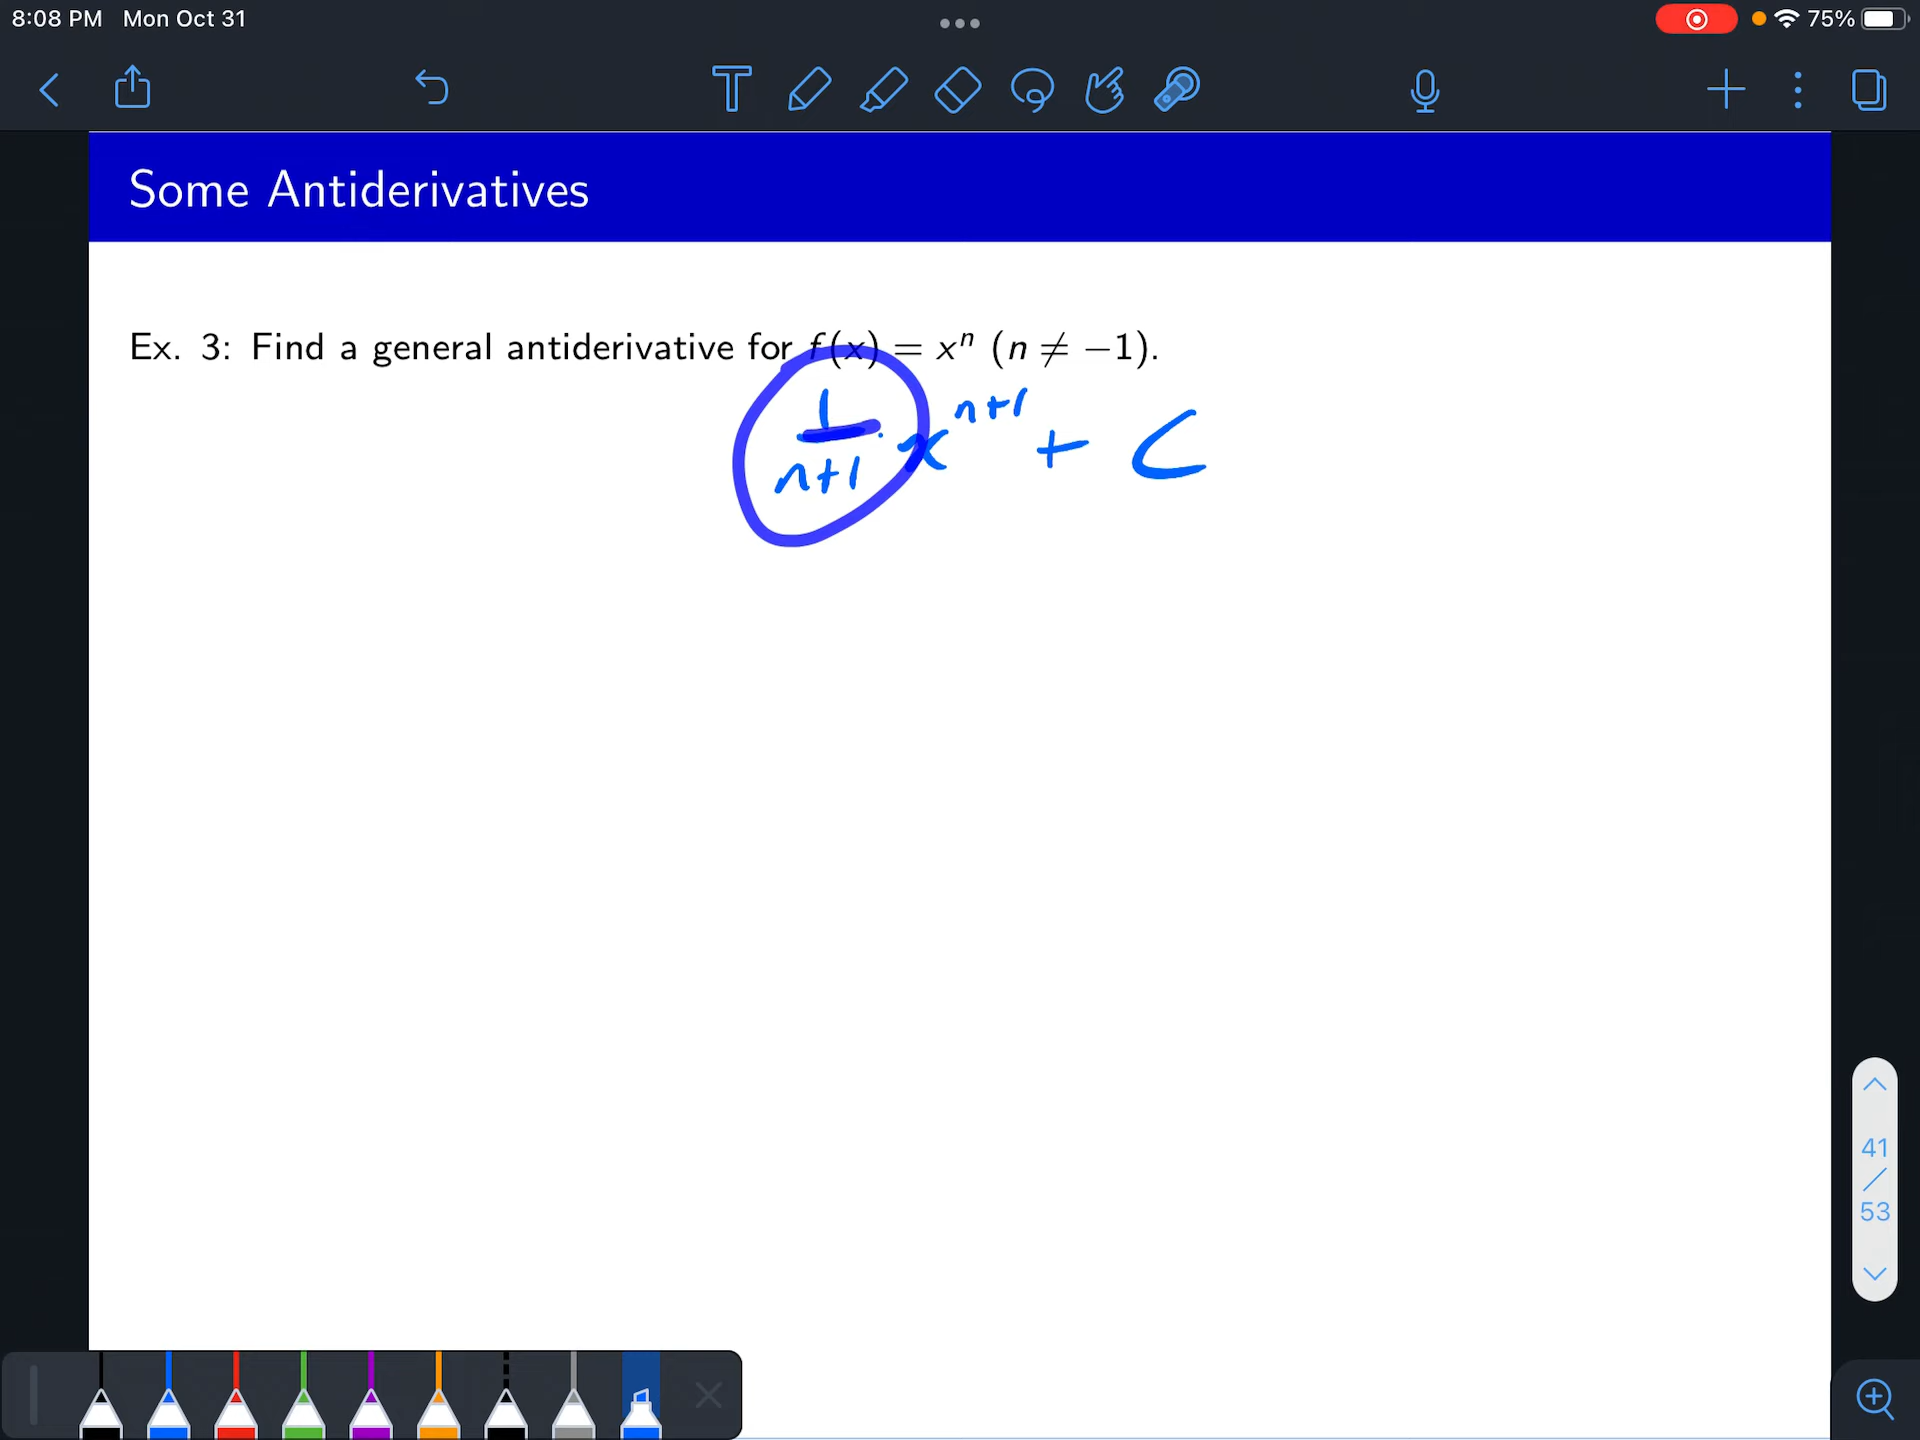 8:08 PM Mon Oct 31
75%
Some Antiderivatives
Ex. 3: Find a general antiderivative for f(x) = xⁿ (n ≠ −1).
1/(n+1) · x^(n+1) + C
41
/
53